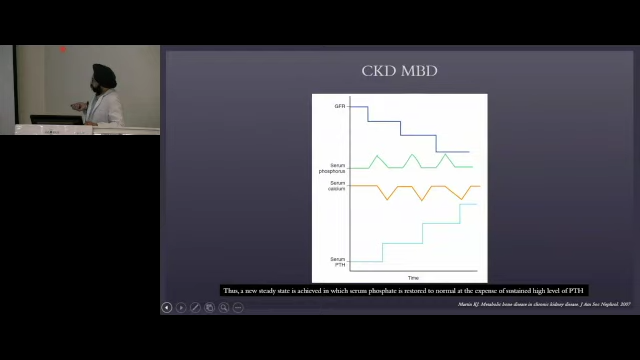 CKD MBD
GFR
Serum
phosphorus
Serum
calcium
Serum
PTH
Time
Thus, a new steady state is achieved in which serum phosphate is restored to normal at the expense of sustained high level of PTH
Martin KJ. Metabolic bone disease in chronic kidney disease. J Am Soc Nephrol. 2007